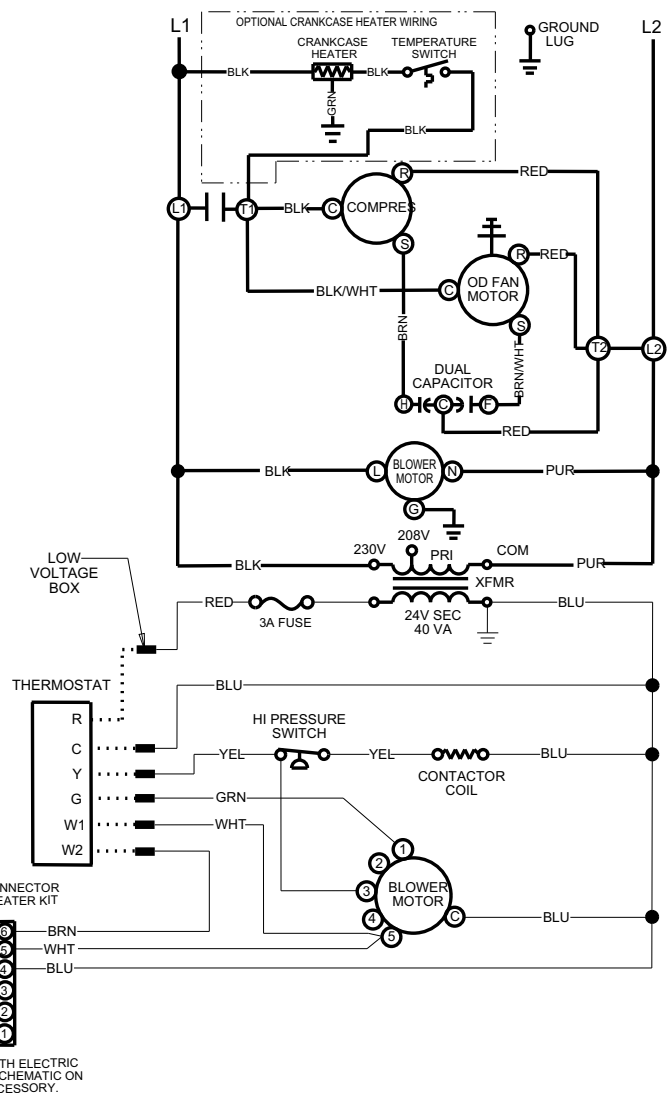 L1
OPTIONAL CRANKCASE HEATER WIRING
GROUND
LUG
L2
CRANKCASE
HEATER
TEMPERATURE
SWITCH
BLK
BLK
GRN
BLK
R
RED
L1
T1
BLK
C
COMPRES
S
R
RED
BLK/WHT
C
OD FAN
MOTOR
S
BRN
BRN/WHT
T2
L2
DUAL
CAPACITOR
H
C
F
RED
BLK
L
BLOWER
MOTOR
N
PUR
G
208V
230V
PRI
COM
BLK
PUR
XFMR
LOW
VOLTAGE
BOX
RED
3A FUSE
24V SEC
40 VA
BLU
THERMOSTAT
BLU
R
HI PRESSURE
SWITCH
C
Y
YEL
YEL
BLU
CONTACTOR
COIL
G
GRN
W1
WHT
W2
1
2
3
BLOWER
MOTOR
4
5
C
BLU
NNECTOR
EATER KIT
6
BRN
5
WHT
4
BLU
3
2
1
TH ELECTRIC
CHEMATIC ON
CESSORY.